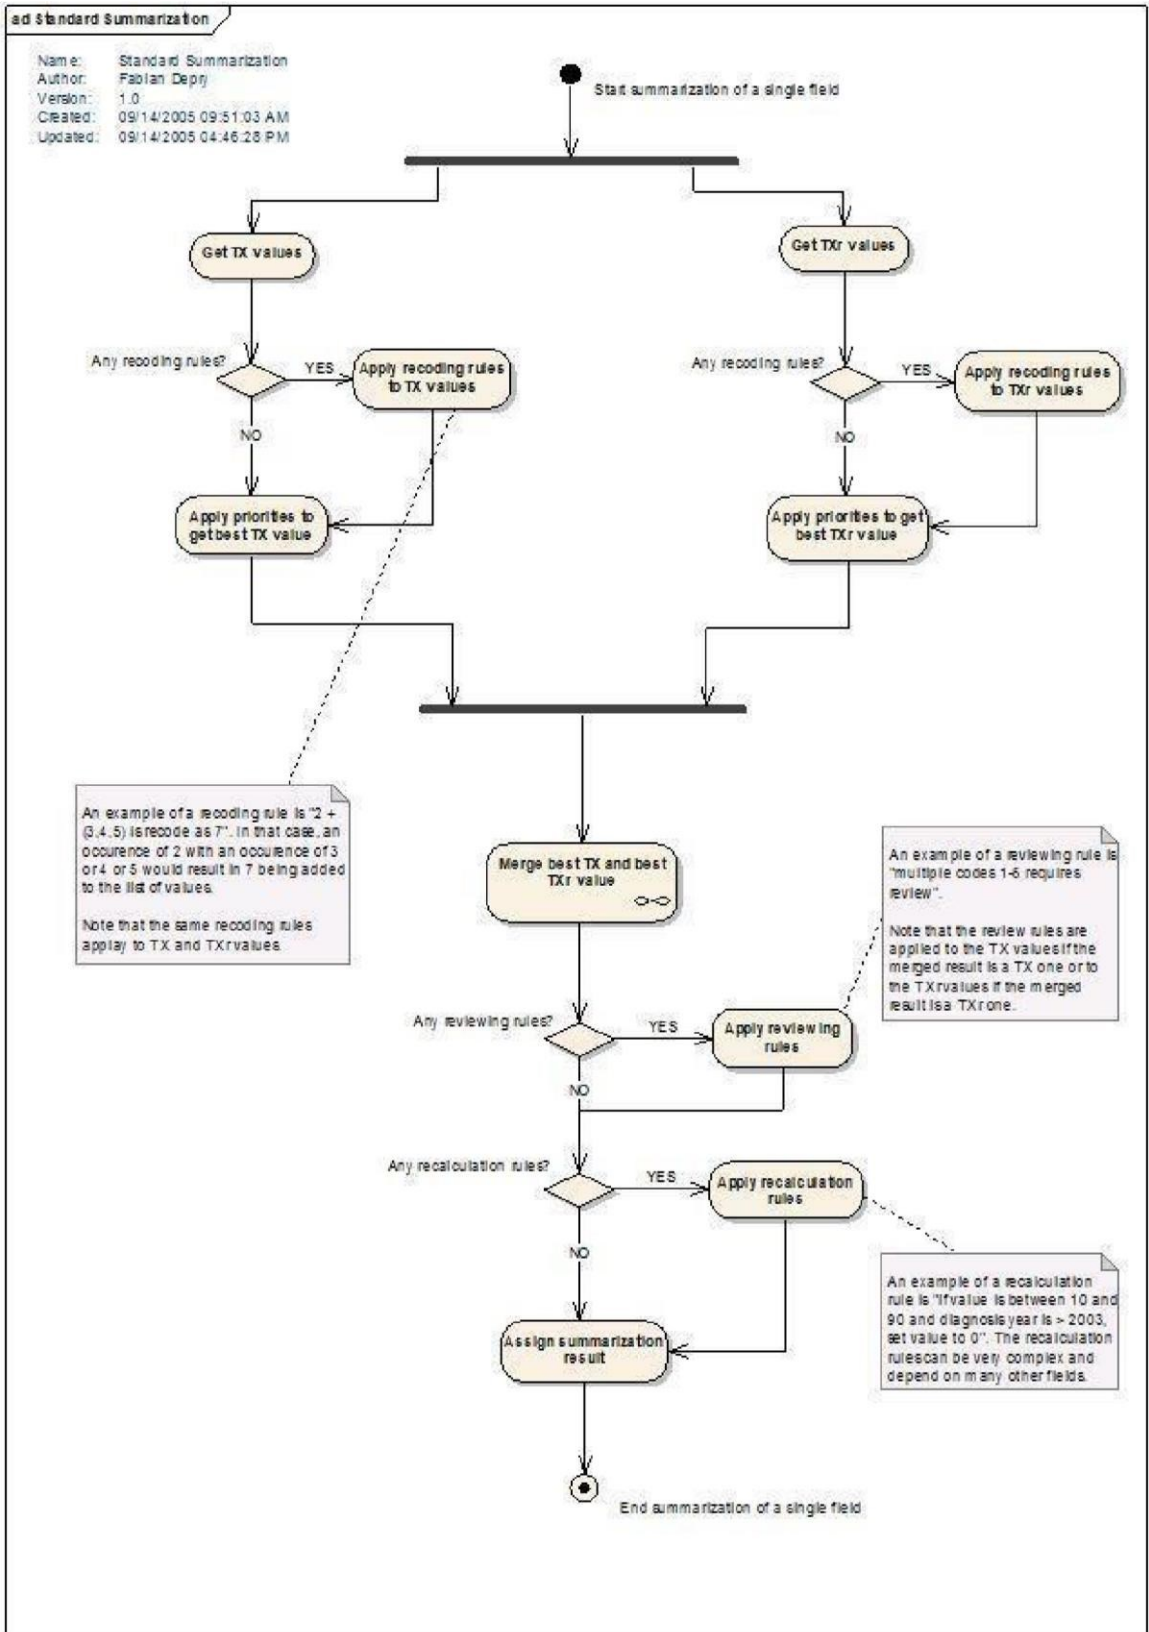 ad Standard Summarization
Name: Standard Summarization
Author: Fabian Depry
Version: 1.0
Created: 09/14/2005 09:51:03 AM
Updated: 09/14/2005 04:46:28 PM
Start summarization of a single field
Get TX values
Get TXr values
Any recoding rules?
YES
Apply recoding rules
to TX values
NO
Any recoding rules?
YES
Apply recoding rules
to TXr values
NO
Apply priorities to
get best TX value
Apply priorities to get
best TXr value
An example of a recoding rule is "2 +
(3,4,5) is recode as 7". In that case, an
occurence of 2 with an occurence of 3
or 4 or 5 would result in 7 being added
to the list of values.
Note that the same recoding rules
applay to TX and TXr values.
Merge best TX and best
TXr value
An example of a reviewing rule is
"multiple codes 1-6 requires
review".
Note that the review rules are
applied to the TX values if the
merged result is a TX one or to
the TXr values if the merged
result is a TXr one.
Any reviewing rules?
YES
Apply reviewing
rules
NO
Any recalculation rules?
YES
Apply recalculation
rules
NO
An example of a recalculation
rule is "if value is between 10 and
90 and diagnosis year is > 2003,
set value to 0". The recalculation
rules can be very complex and
depend on many other fields.
Assign summarization
result
End summarization of a single field